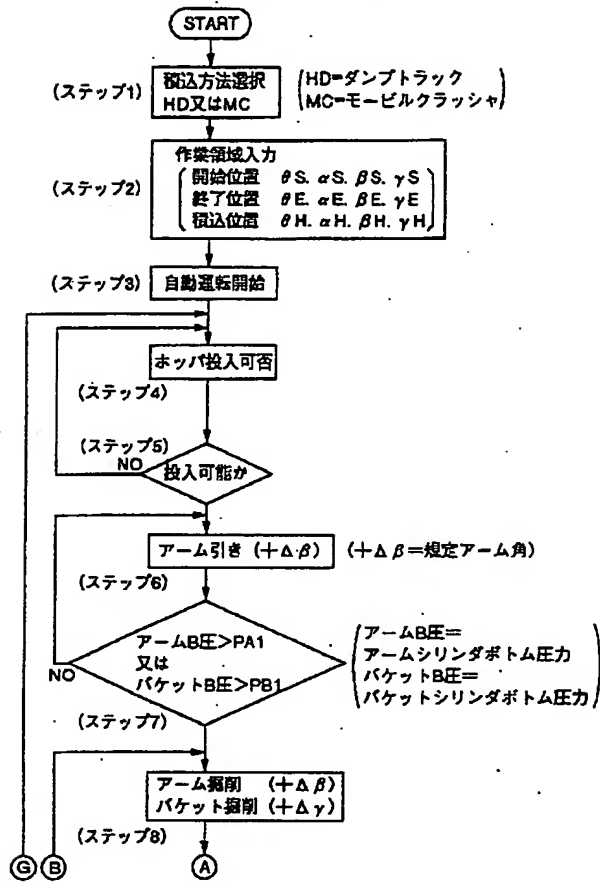 START
(ステップ1)
積込方法選択
HD又はMC
HD=ダンプトラック
MC=モービルクラッシャ
(ステップ2)
作業領域入力
開始位置 θS. αS. βS. γS
終了位置 θE. αE. βE. γE
積込位置 θH. αH. βH. γH
(ステップ3)
自動運転開始
ホッパ投入可否
(ステップ4)
(ステップ5)
NO
投入可能か
アーム引き (+Δβ)
(+Δβ=規定アーム角)
(ステップ6)
アームB圧>PA1
又は
バケットB圧>PB1
NO
アームB圧=
アームシリンダボトム圧力
バケットB圧=
バケットシリンダボトム圧力
(ステップ7)
アーム掘削 (+Δβ)
バケット掘削 (+Δγ)
(ステップ8)
G
B
A